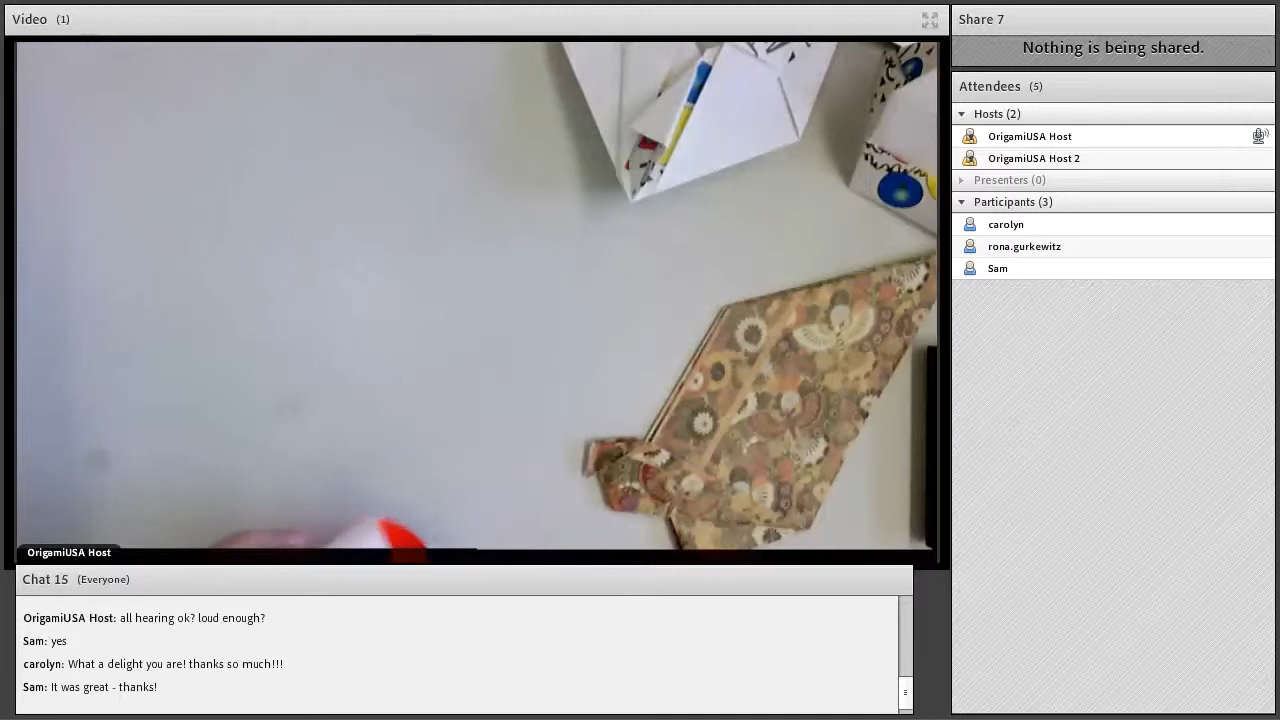 Video (1)
OrigamiUSA Host
Chat 15 (Everyone)
OrigamiUSA Host: all hearing ok? loud enough?
Sam: yes
carolyn: What a delight you are! thanks so much!!!
Sam: It was great - thanks!
Share 7
Nothing is being shared.
Attendees (5)
Hosts (2)
OrigamiUSA Host
OrigamiUSA Host 2
Presenters (0)
Participants (3)
carolyn
rona.gurkewitz
Sam